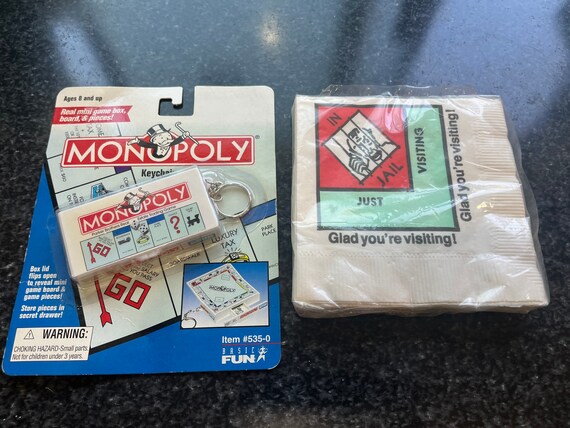 Ages 8 and up
Real mini game box,
board, & pieces!
MONOPOLY
Keychain
MONOPOLY
GO
?
LUXURY
TAX
PARK
PLACE
GO
MONOPOLY
Box lid
flips open
to reveal mini
game board &
game pieces!
Store pieces in
secret drawer!
WARNING:
CHOKING HAZARD-Small parts
Not for children under 3 years.
Item #535-0
BASIC
FUN
IN
JAIL
JUST
VISITING
Glad you're visiting!
Glad you're visiting!